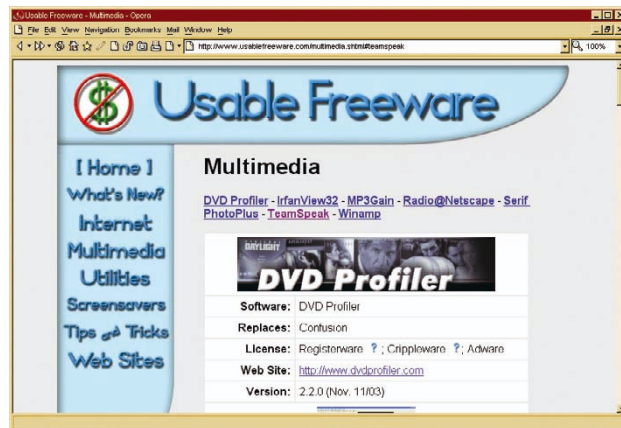 Usable Freeware - Multimedia - Opera
File Edit View Navigation Bookmarks Mail Window Help
http://www.usablefreeware.com/multimedia.shtml#teamspeak
100%
Usable Freeware
[ Home ]
What's New?
Internet
Multimedia
Utilities
Screensavers
Tips and Tricks
Web Sites
Multimedia
DVD Profiler - IrfanView32 - MP3Gain - Radio@Netscape - Serif
PhotoPlus - TeamSpeak - Winamp
DAYLIGHT
DVD Profiler
Software: DVD Profiler
Replaces: Confusion
License: Registerware ? ; Crippleware ?; Adware
Web Site: http://www.dvdprofiler.com
Version: 2.2.0 (Nov. 11/03)